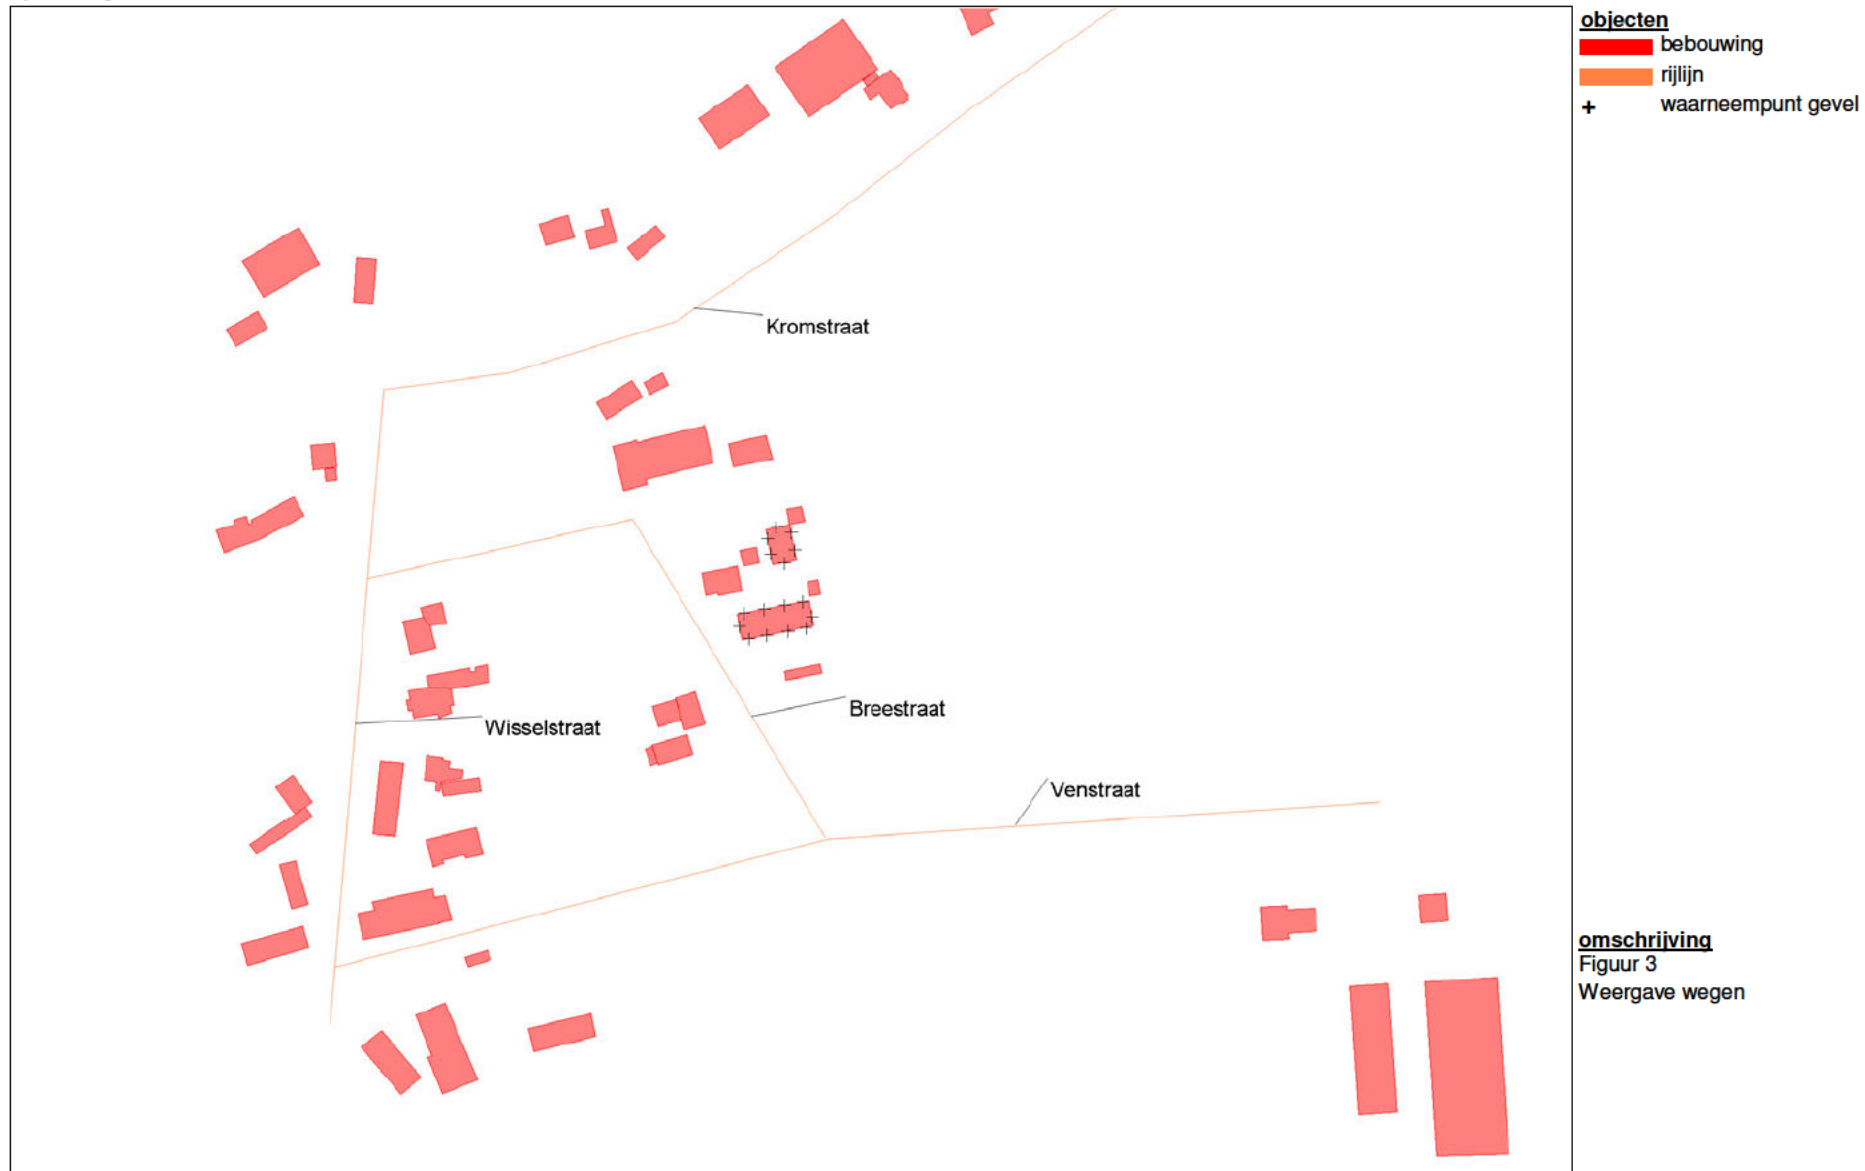 objecten
bebouwing
rijlijn
+ waarneempunt gevel
Kromstraat
Breestraat
Wisselstraat
Venstraat
omschrijving
Figuur 3
Weergave wegen